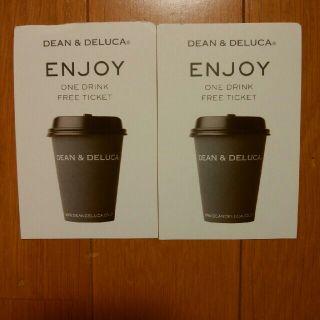 DEAN & DELUCA®
ENJOY
ONE DRINK
FREE TICKET
DEAN & DELUCA
DEAN & DELUCA®
ENJOY
ONE DRINK
FREE TICKET
DEAN & DELUCA